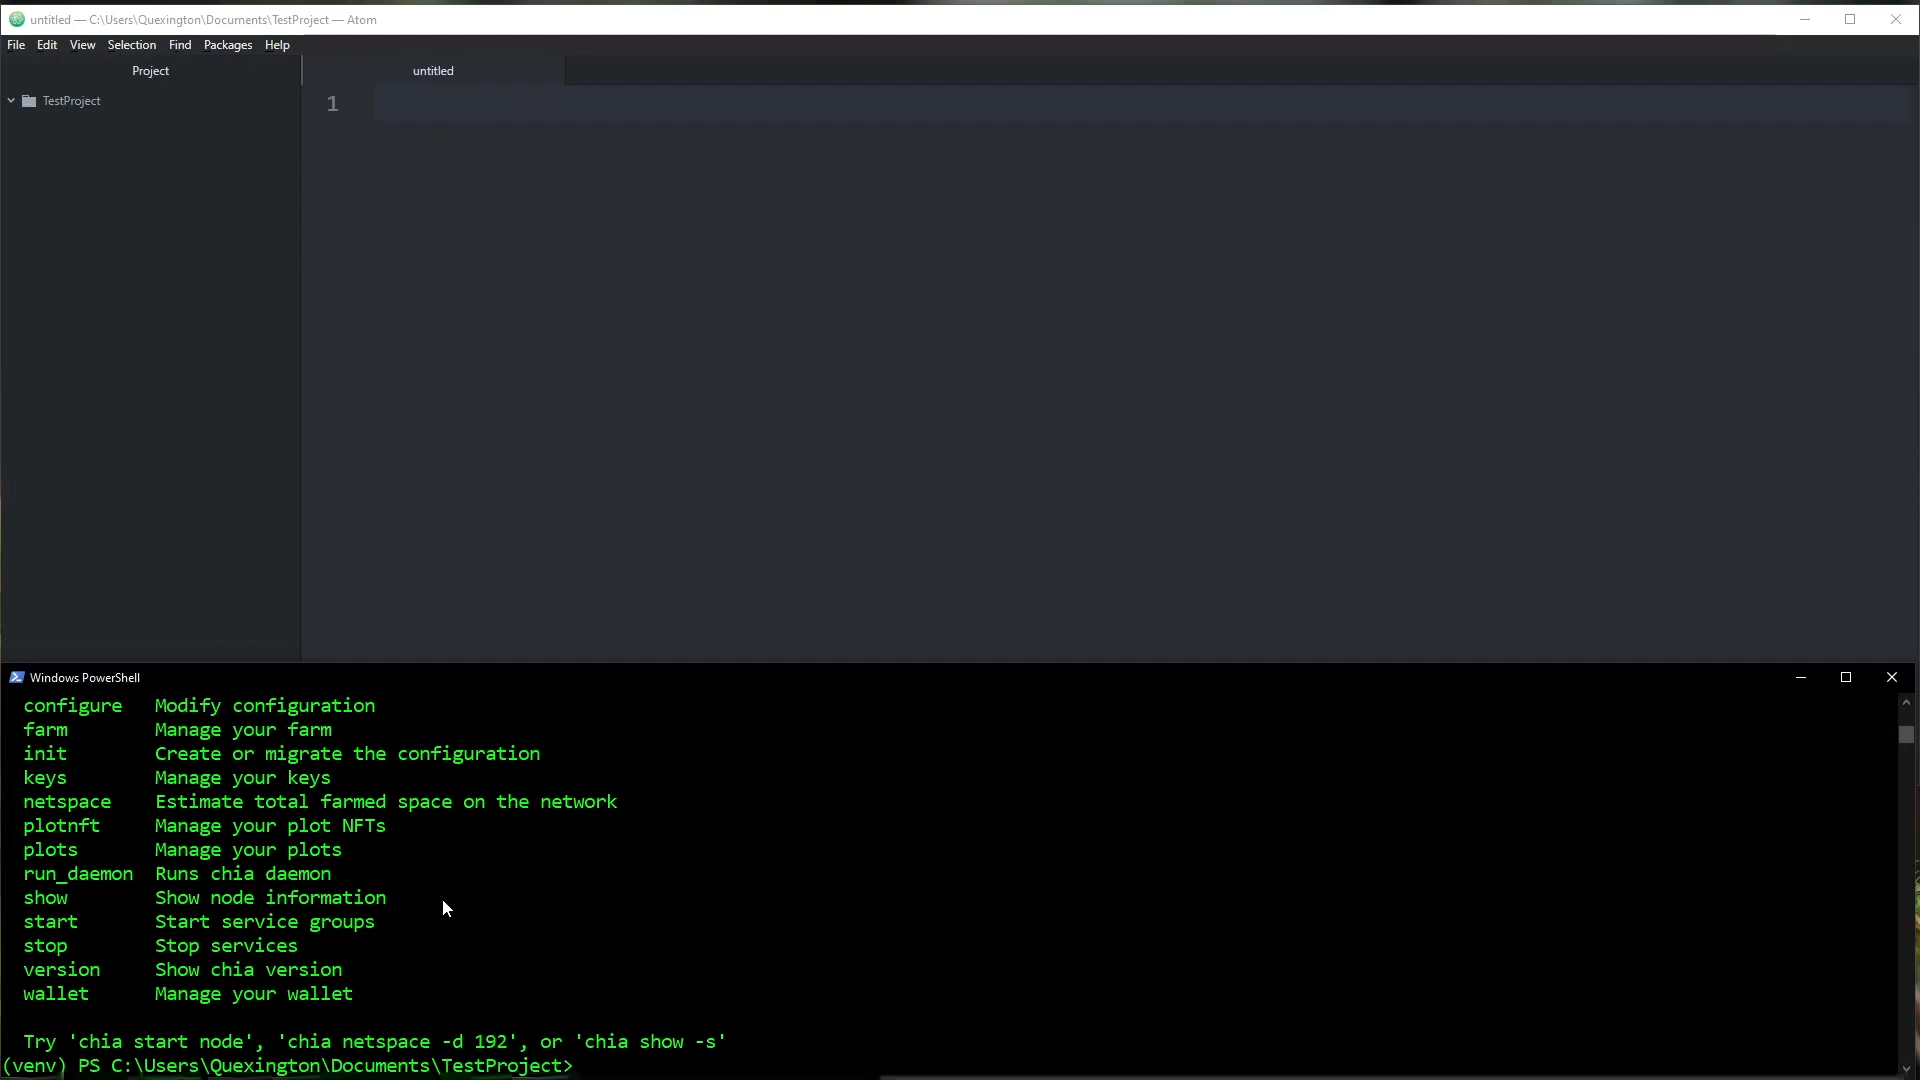 untitled — C:\Users\Quexington\Documents\TestProject — Atom
File Edit View Selection Find Packages Help
Project
untitled
TestProject
1
Windows PowerShell
configure Modify configuration
farm Manage your farm
init Create or migrate the configuration
keys Manage your keys
netspace Estimate total farmed space on the network
plotnft Manage your plot NFTs
plots Manage your plots
run_daemon Runs chia daemon
show Show node information
start Start service groups
stop Stop services
version Show chia version
wallet Manage your wallet
Try 'chia start node', 'chia netspace -d 192', or 'chia show -s'
(venv) PS C:\Users\Quexington\Documents\TestProject>